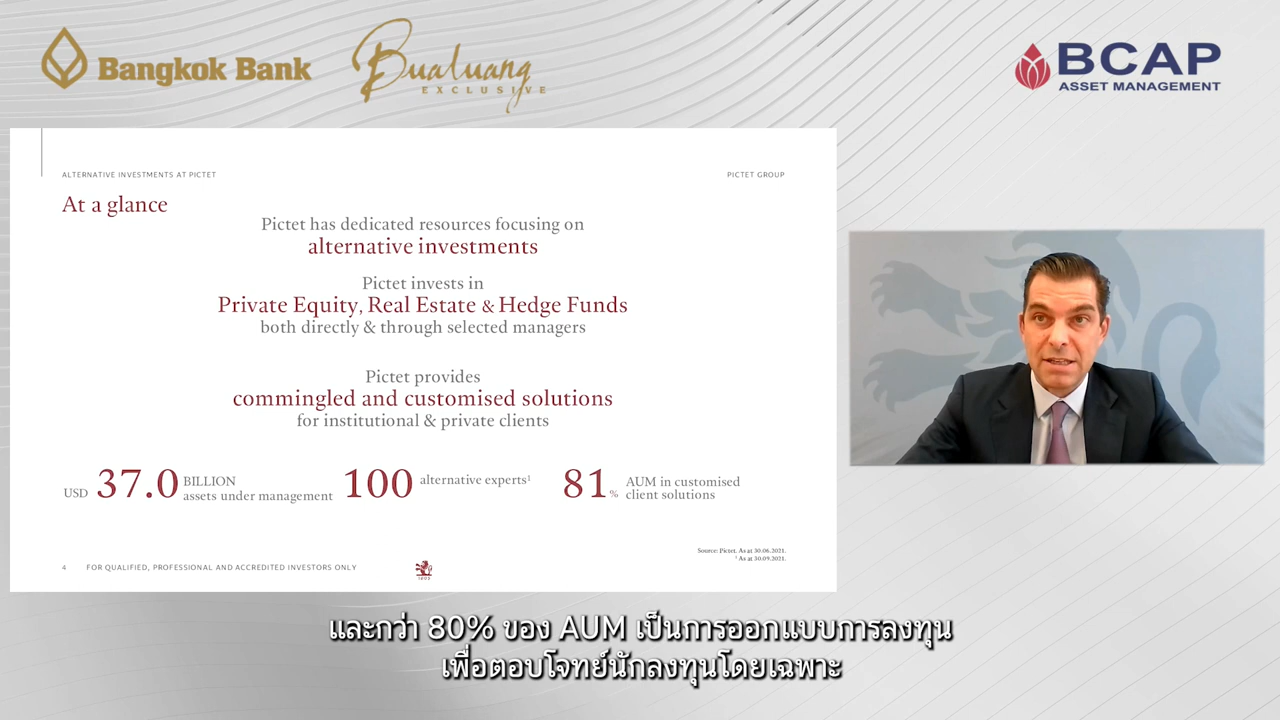 Bangkok Bank
Bualuang
EXCLUSIVE
BCAP
ASSET MANAGEMENT
ALTERNATIVE INVESTMENTS AT PICTET
PICTET GROUP
At a glance
Pictet has dedicated resources focusing on
alternative investments
Pictet invests in
Private Equity, Real Estate & Hedge Funds
both directly & through selected managers
Pictet provides
commingled and customised solutions
for institutional & private clients
USD 37.0 BILLION
assets under management
100 alternative experts¹
81% AUM in customised
client solutions
Source: Pictet. As at 30.06.2021.
¹ As at 30.09.2021.
4 FOR QUALIFIED, PROFESSIONAL AND ACCREDITED INVESTORS ONLY
1805
และกว่า 80% ของ AUM เป็นการออกแบบการลงทุน
เพื่อตอบโจทย์นักลงทุนโดยเฉพาะ